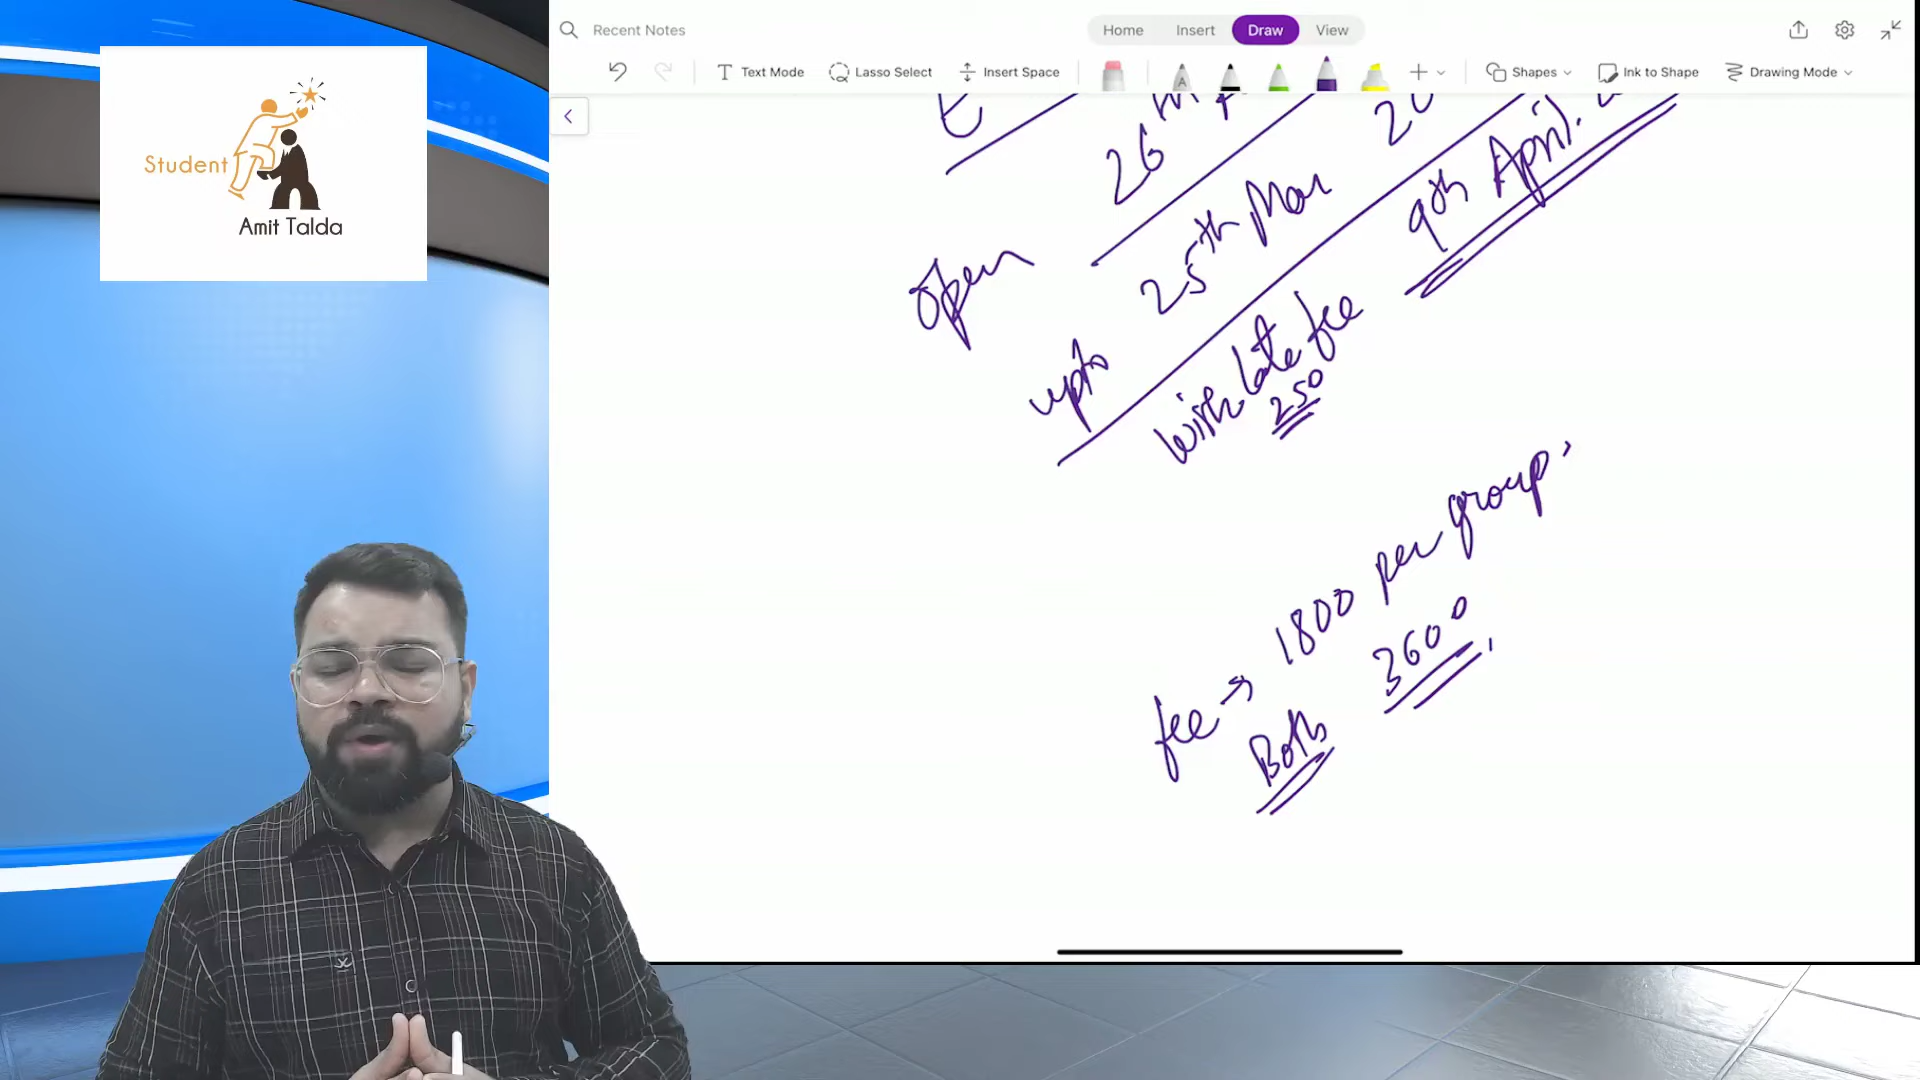 Student
Amit Talda
Recent Notes
Home
Insert
Draw
View
Text Mode
Lasso Select
Insert Space
Shapes
Ink to Shape
Drawing Mode
26th
open
25th Mar
9th April.
upto
with late fee
250
fee → 1800 per group.
Both 3600